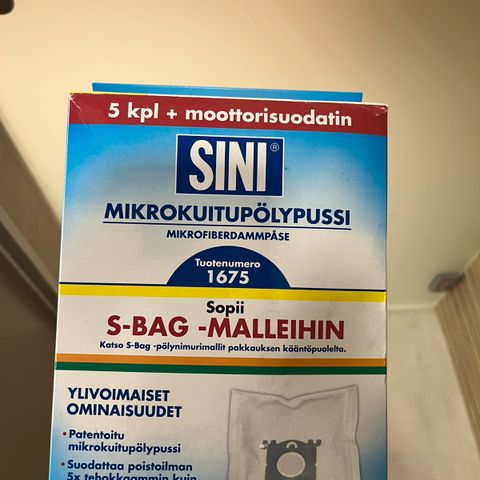 5 kpl + moottorisuodatin
SINI®
MIKROKUITUPÖLYPUSSI
MIKROFIBERDAMMPÅSE
Tuotenumero
1675
Sopii
S-BAG -MALLEIHIN
Katso S-Bag -pölynimurimallit pakkauksen kääntöpuolelta.
YLIVOIMAISET
OMINAISUUDET
• Patentoitu
mikrokuitupölypussi
• Suodattaa poistoilman
5x tehokkaammin kuin